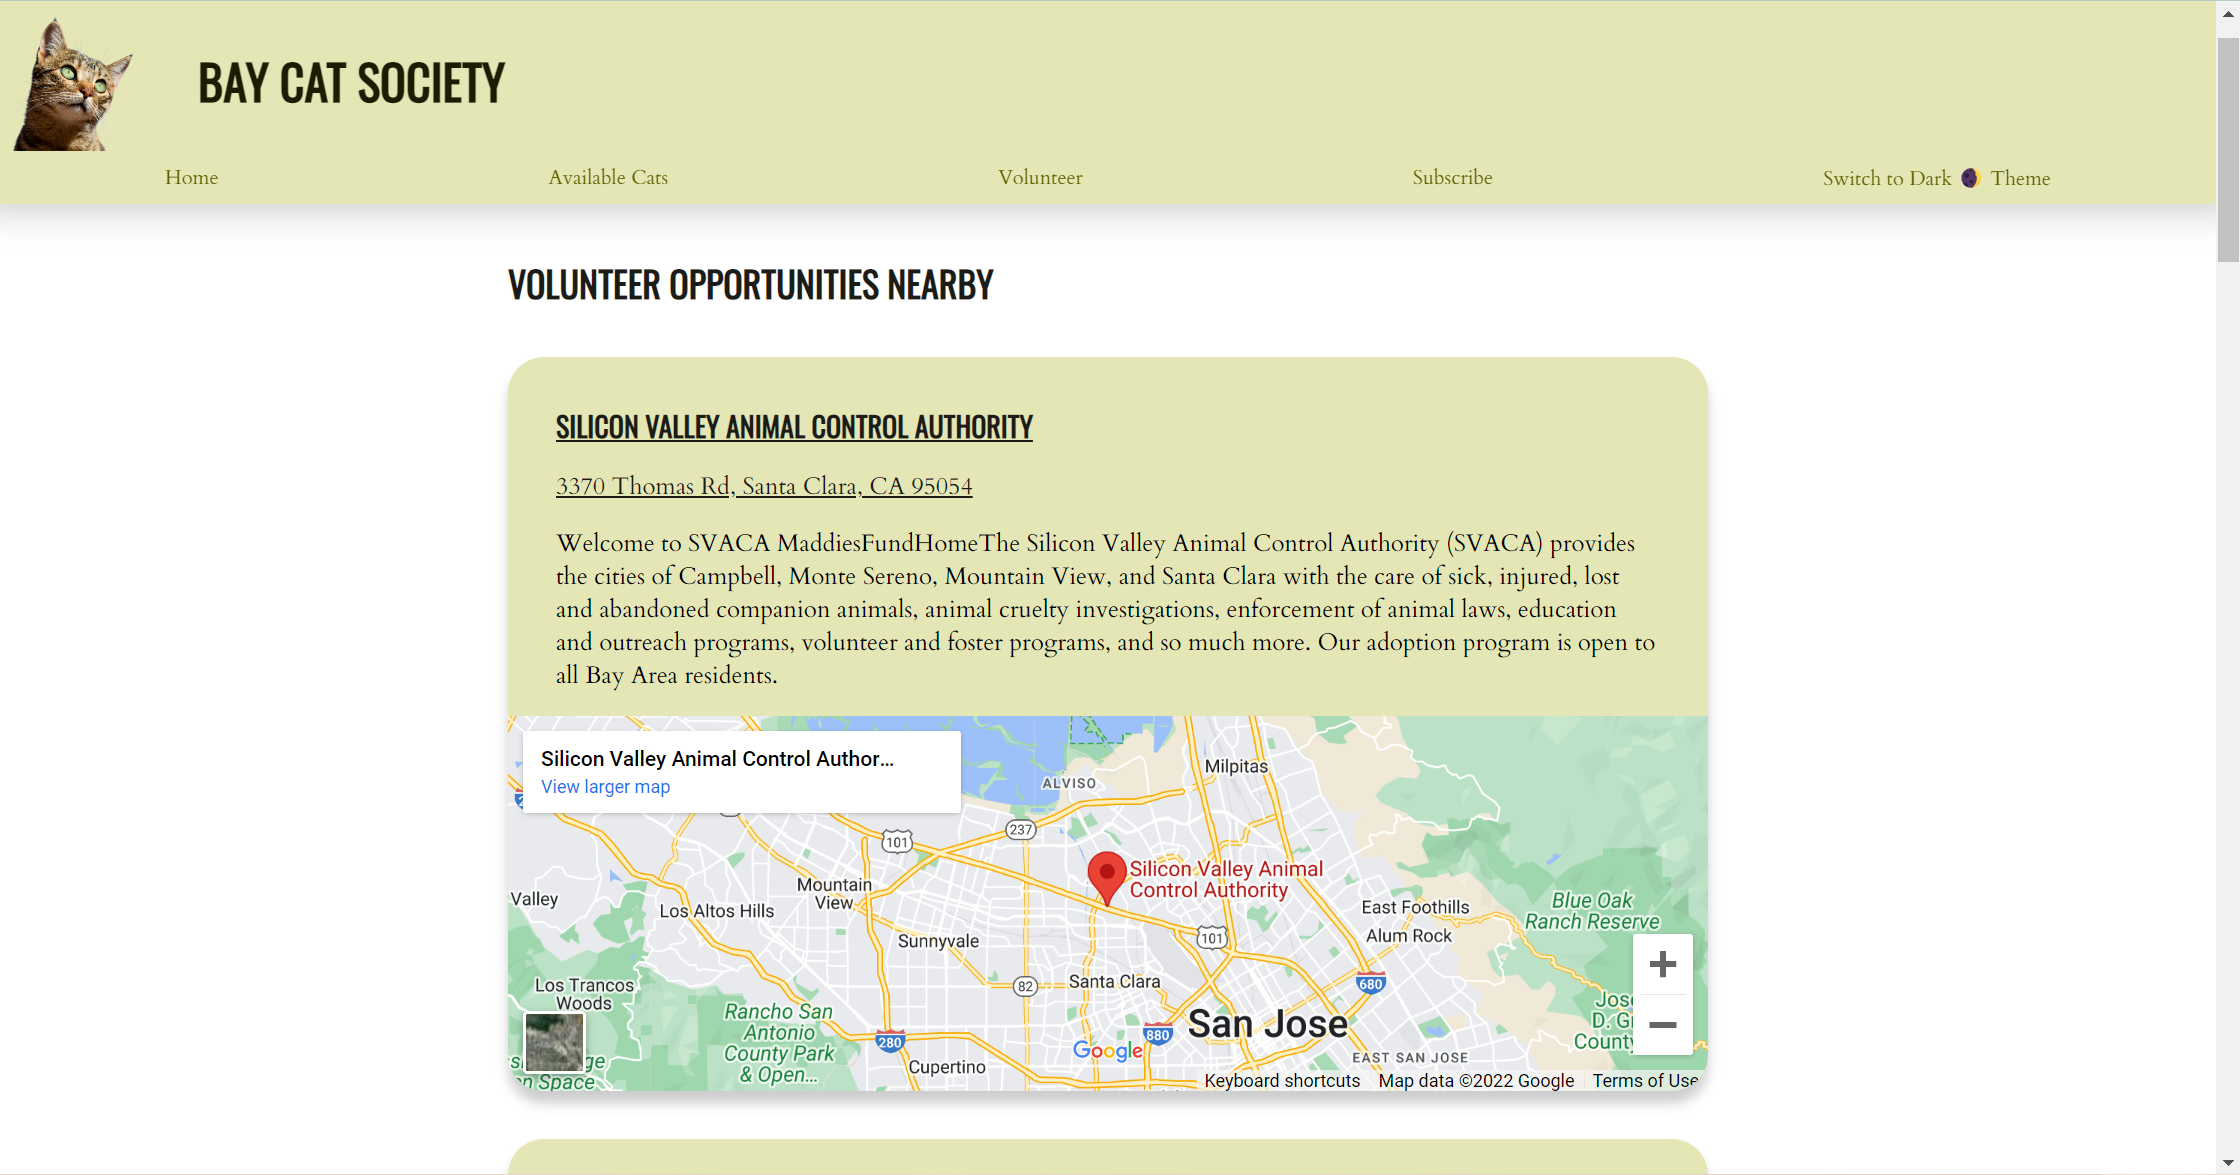 BAY CAT SOCIETY
Home
Available Cats
Volunteer
Subscribe
Switch to Dark Theme
VOLUNTEER OPPORTUNITIES NEARBY
SILICON VALLEY ANIMAL CONTROL AUTHORITY
3370 Thomas Rd, Santa Clara, CA 95054
Welcome to SVACA MaddiesFundHomeThe Silicon Valley Animal Control Authority (SVACA) provides
the cities of Campbell, Monte Sereno, Mountain View, and Santa Clara with the care of sick, injured, lost
and abandoned companion animals, animal cruelty investigations, enforcement of animal laws, education
and outreach programs, volunteer and foster programs, and so much more. Our adoption program is open to
all Bay Area residents.
Silicon Valley Animal Control Author...
View larger map
ALVISO
Milpitas
237
101
Silicon Valley Animal
Control Authority
Mountain
View
Valley
Los Altos Hills
East Foothills
Blue Oak
Ranch Reserve
Alum Rock
Sunnyvale
101
Santa Clara
82
680
Los Trancos
Woods
Rancho San
Antonio
County Park
& Open...
San Jose
880
280
Google
Cupertino
EAST SAN JOSE
D. G
County
Space
Keyboard shortcuts
Map data ©2022 Google
Terms of Use